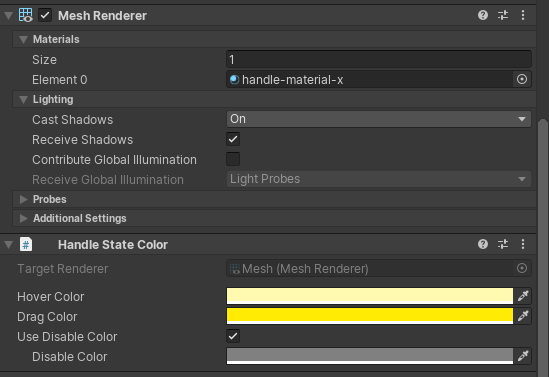 Mesh Renderer
Materials
Size 1
Element 0 handle-material-x
Lighting
Cast Shadows On
Receive Shadows
Contribute Global Illumination
Receive Global Illumination Light Probes
Probes
Additional Settings
# Handle State Color
Target Renderer Mesh (Mesh Renderer)
Hover Color
Drag Color
Use Disable Color
Disable Color